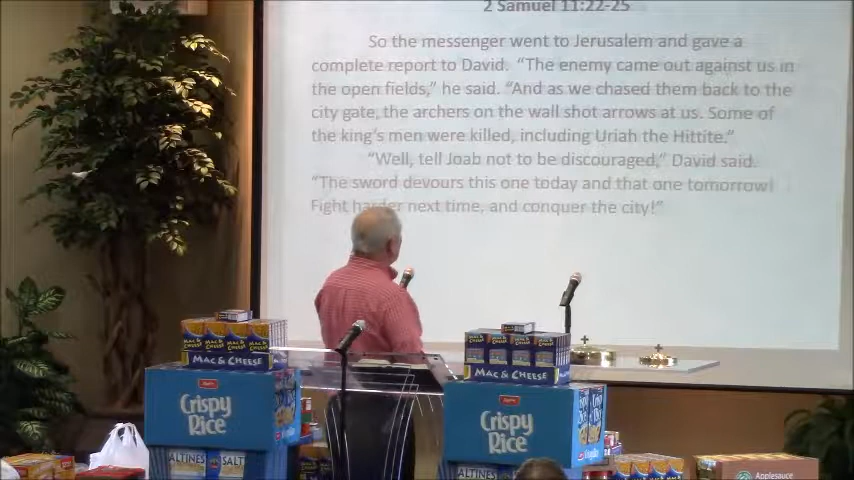 2 Samuel 11:22-25
So the messenger went to Jerusalem and gave a
complete report to David. "The enemy came out against us in
the open fields," he said. "And as we chased them back to the
city gate, the archers on the wall shot arrows at us. Some of
the king's men were killed, including Uriah the Hittite."
"Well, tell Joab not to be discouraged," David said.
"The sword devours this one today and that one tomorrow!
Fight harder next time, and conquer the city!"
MAC & CHEESE
MAC & CHEESE
Crispy
Rice
Crispy
Rice
ALTINES
SALT
ALTINES
Applesauce